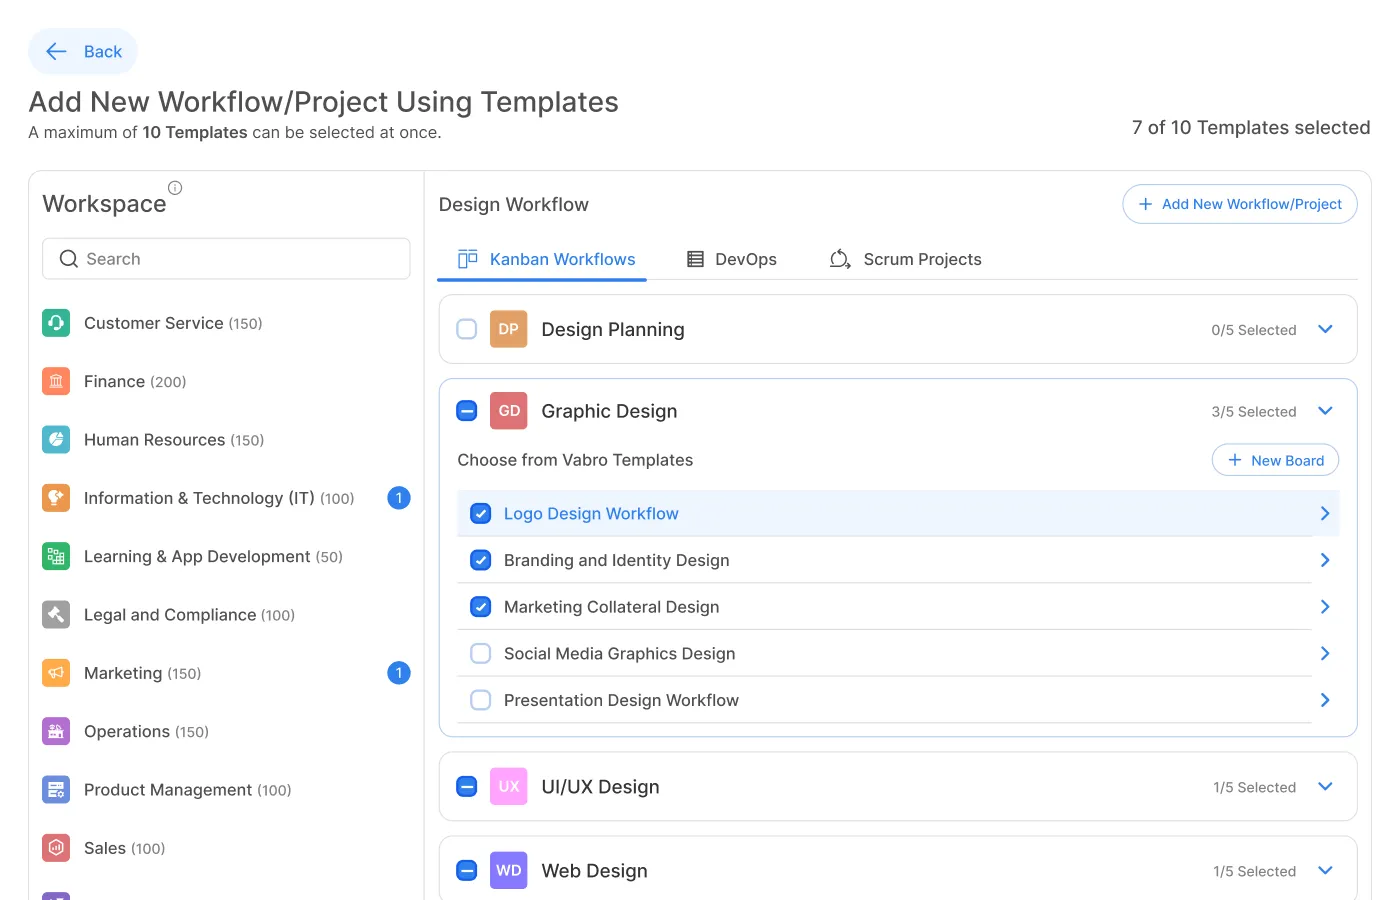 Back
Add New Workflow/Project Using Templates
A maximum of 10 Templates can be selected at once.
7 of 10 Templates selected
Workspace
Search
Customer Service (150)
Finance (200)
Human Resources (150)
Information & Technology (IT) (100) 1
Learning & App Development (50)
Legal and Compliance (100)
Marketing (150) 1
Operations (150)
Product Management (100)
Sales (100)
Design Workflow
Add New Workflow/Project
Kanban Workflows DevOps Scrum Projects
DP Design Planning 0/5 Selected
GD Graphic Design 3/5 Selected
Choose from Vabro Templates
New Board
Logo Design Workflow
Branding and Identity Design
Marketing Collateral Design
Social Media Graphics Design
Presentation Design Workflow
UX UI/UX Design 1/5 Selected
WD Web Design 1/5 Selected